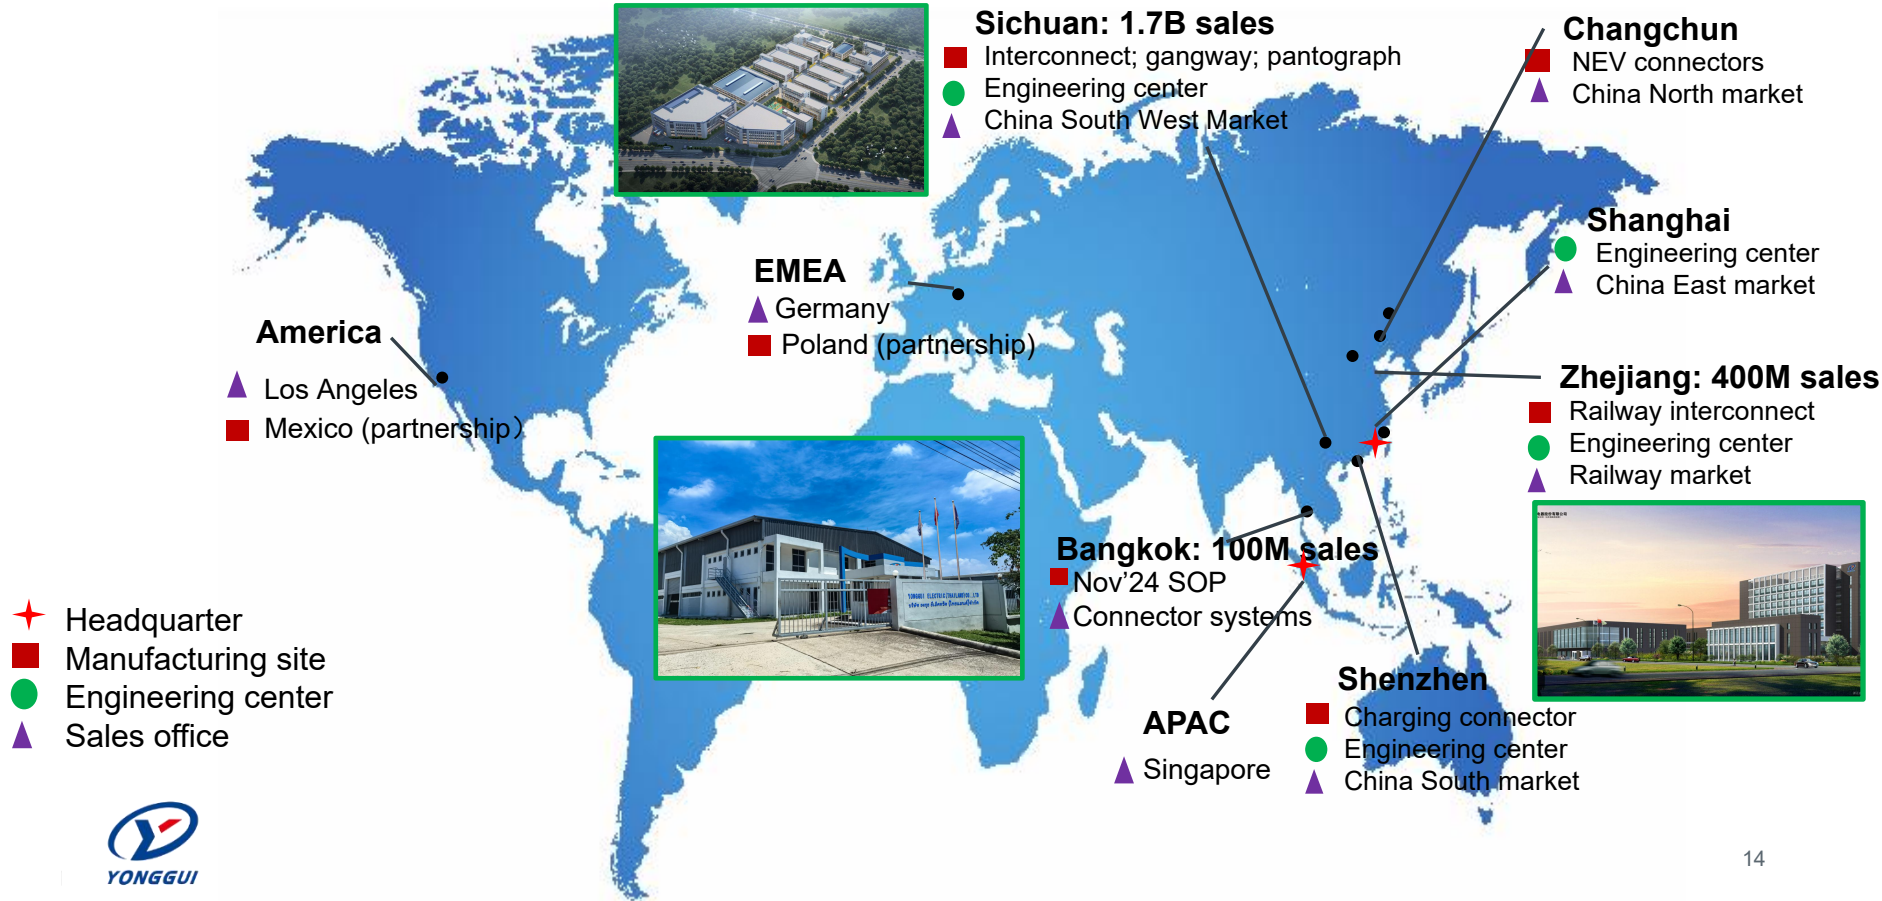 Sichuan: 1.7B sales
Interconnect; gangway; pantograph
Engineering center
China South West Market
Changchun
NEV connectors
China North market
Shanghai
Engineering center
China East market
EMEA
Germany
Poland (partnership)
America
Los Angeles
Mexico (partnership）
Zhejiang: 400M sales
Railway interconnect
Engineering center
Railway market
Bangkok: 100M sales
Nov’24 SOP
Connector systems
Headquarter
Manufacturing site
Engineering center
Sales office
Shenzhen
Charging connector
Engineering center
China South market
APAC
Singapore
YONGGUI
14